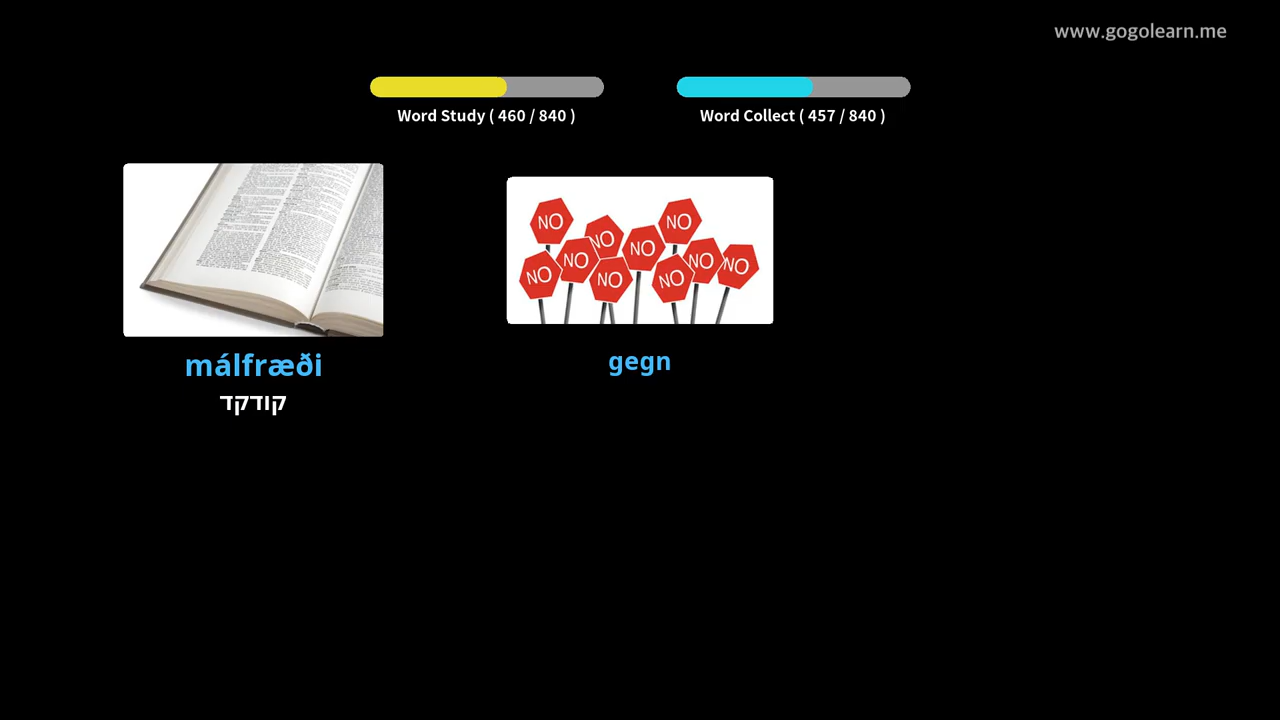 www.gogolearn.me
Word Study ( 460 / 840 )
Word Collect ( 457 / 840 )
NO
NO
NO
NO
NO
NO
NO
NO
NO
NO
málfræði
gegn
קודקד